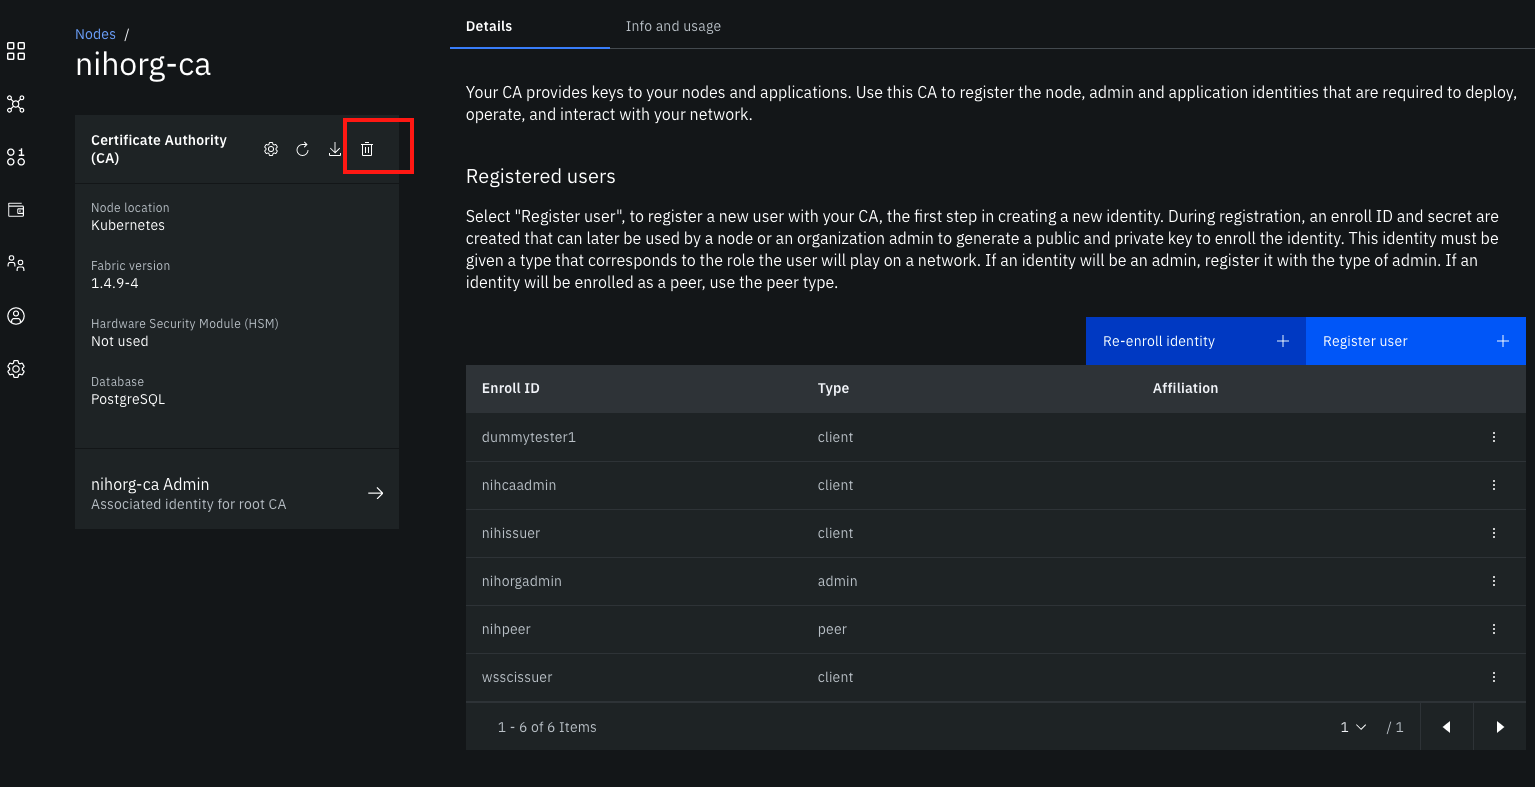 Nodes /
nihorg-ca
Certificate Authority
(CA)
Node location
Kubernetes
Fabric version
1.4.9-4
Hardware Security Module (HSM)
Not used
Database
PostgreSQL
nihorg-ca Admin
Associated identity for root CA
Details Info and usage
Your CA provides keys to your nodes and applications. Use this CA to register the node, admin and application identities that are required to deploy,
operate, and interact with your network.
Registered users
Select "Register user", to register a new user with your CA, the first step in creating a new identity. During registration, an enroll ID and secret are
created that can later be used by a node or an organization admin to generate a public and private key to enroll the identity. This identity must be
given a type that corresponds to the role the user will play on a network. If an identity will be an admin, register it with the type of admin. If an
identity will be enrolled as a peer, use the peer type.
Re-enroll identity Register user
Enroll ID Type Affiliation
dummytester1 client
nihcaadmin client
nihissuer client
nihorgadmin admin
nihpeer peer
wsscissuer client
1 - 6 of 6 Items 1 / 1